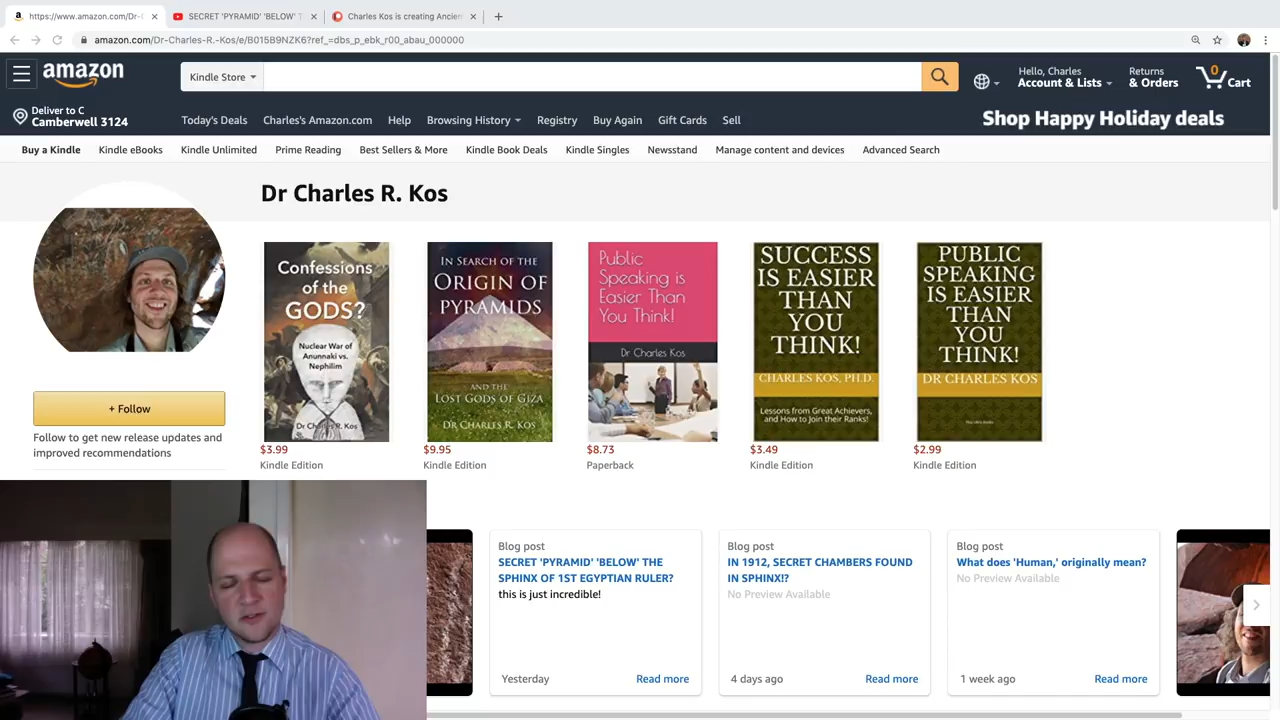 https://www.amazon.com/Dr-C
SECRET 'PYRAMID' 'BELOW' T
Charles Kos is creating Ancien
amazon.com/Dr-Charles-R.-Kos/e/B015B9NZK6?ref_=dbs_p_ebk_r00_abau_000000
amazon
Kindle Store
Hello, Charles
Account & Lists
Returns
& Orders
0
Cart
Deliver to C
Camberwell 3124
Today's Deals
Charles's Amazon.com
Help
Browsing History
Registry
Buy Again
Gift Cards
Sell
Shop Happy Holiday deals
Buy a Kindle
Kindle eBooks
Kindle Unlimited
Prime Reading
Best Sellers & More
Kindle Book Deals
Kindle Singles
Newsstand
Manage content and devices
Advanced Search
Dr Charles R. Kos
Confessions
of the
GODS?
Nuclear War of
Anunnaki vs.
Nephilim
Dr Charles R. Kos
$3.99
Kindle Edition
IN SEARCH OF THE
ORIGIN OF
PYRAMIDS
AND THE
LOST GODS OF GIZA
DR CHARLES R. KOS
$9.95
Kindle Edition
Public
Speaking is
Easier Than
You Think!
Dr Charles Kos
$8.73
Paperback
SUCCESS
IS EASIER
THAN
YOU
THINK!
CHARLES KOS, PH.D.
Lessons from Great Achievers,
and How to Join their Ranks!
$3.49
Kindle Edition
PUBLIC
SPEAKING
IS EASIER
THAN
YOU
THINK!
DR CHARLES KOS
$2.99
Kindle Edition
+ Follow
Follow to get new release updates and
improved recommendations
Blog post
SECRET 'PYRAMID' 'BELOW' THE
SPHINX OF 1ST EGYPTIAN RULER?
this is just incredible!
Yesterday
Read more
Blog post
IN 1912, SECRET CHAMBERS FOUND
IN SPHINX!?
No Preview Available
4 days ago
Read more
Blog post
What does 'Human,' originally mean?
No Preview Available
1 week ago
Read more